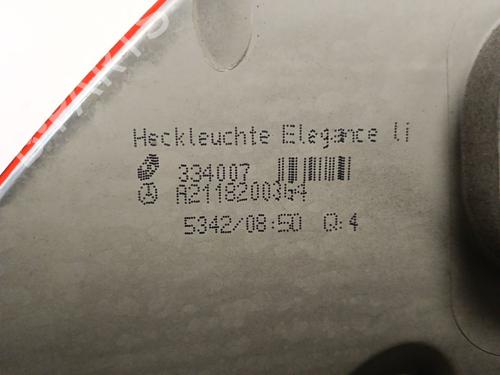 Heckleuchte Elegance li
334007
A2118200364
5342/08:50 Q:4